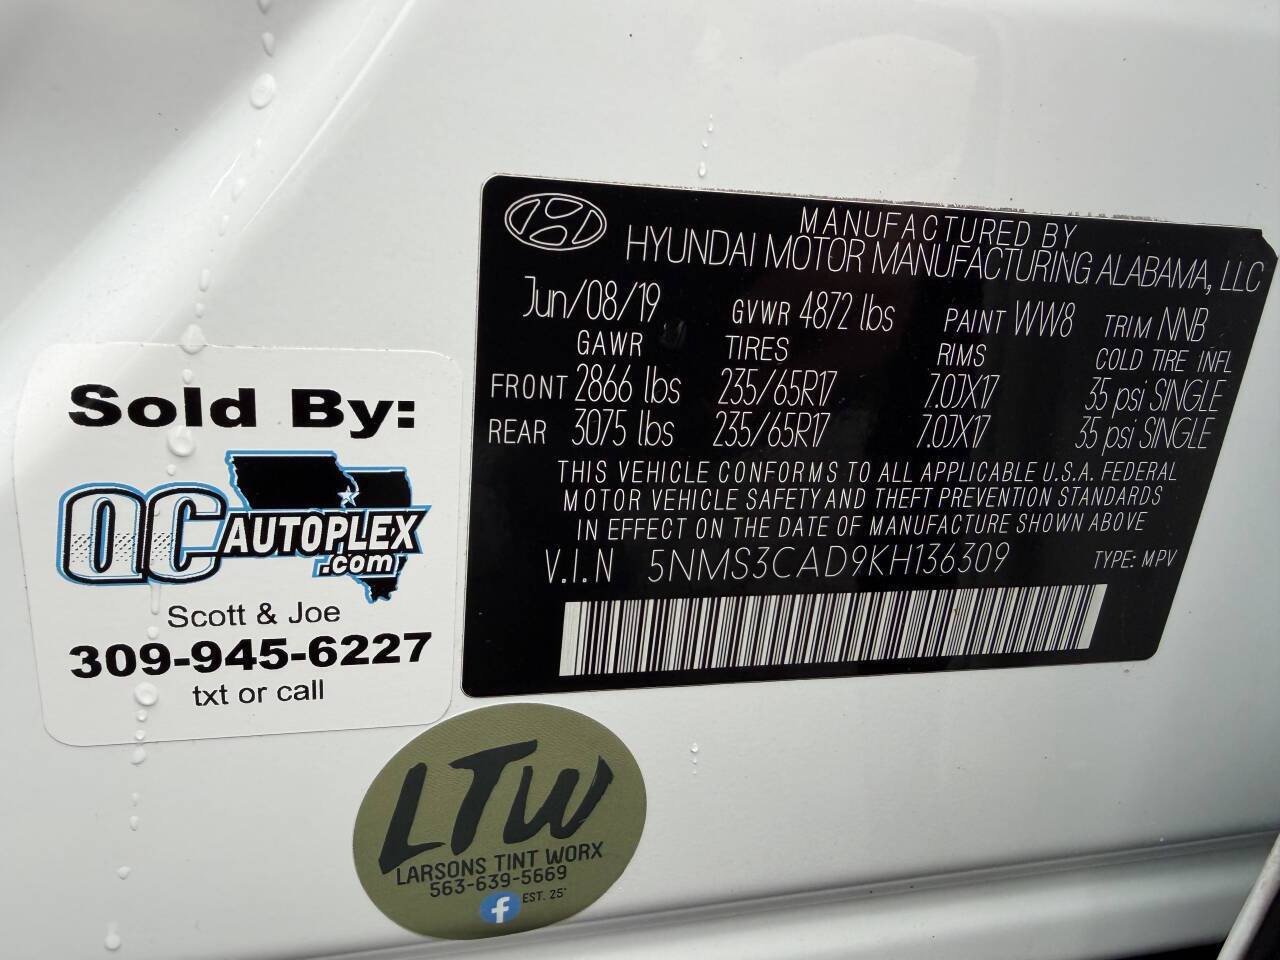 Sold By:
QC AUTOPLEX
.com
Scott & Joe
309-945-6227
txt or call
MANUFACTURED BY
HYUNDAI MOTOR MANUFACTURING ALABAMA, LLC
Jun/08/19 GVWR 4872 lbs PAINT WW8 TRIM NNB
GAWR TIRES RIMS COLD TIRE INFL
FRONT 2866 lbs 235/65R17 7.0JX17 35 psi SINGLE
REAR 3075 lbs 235/65R17 7.0JX17 35 psi SINGLE
THIS VEHICLE CONFORMS TO ALL APPLICABLE U.S.A. FEDERAL
MOTOR VEHICLE SAFETY AND THEFT PREVENTION STANDARDS
IN EFFECT ON THE DATE OF MANUFACTURE SHOWN ABOVE
V.I.N 5NMS3CAD9KH136309 TYPE: MPV
LTW
LARSONS TINT WORX
563-639-5669
f EST. 25'